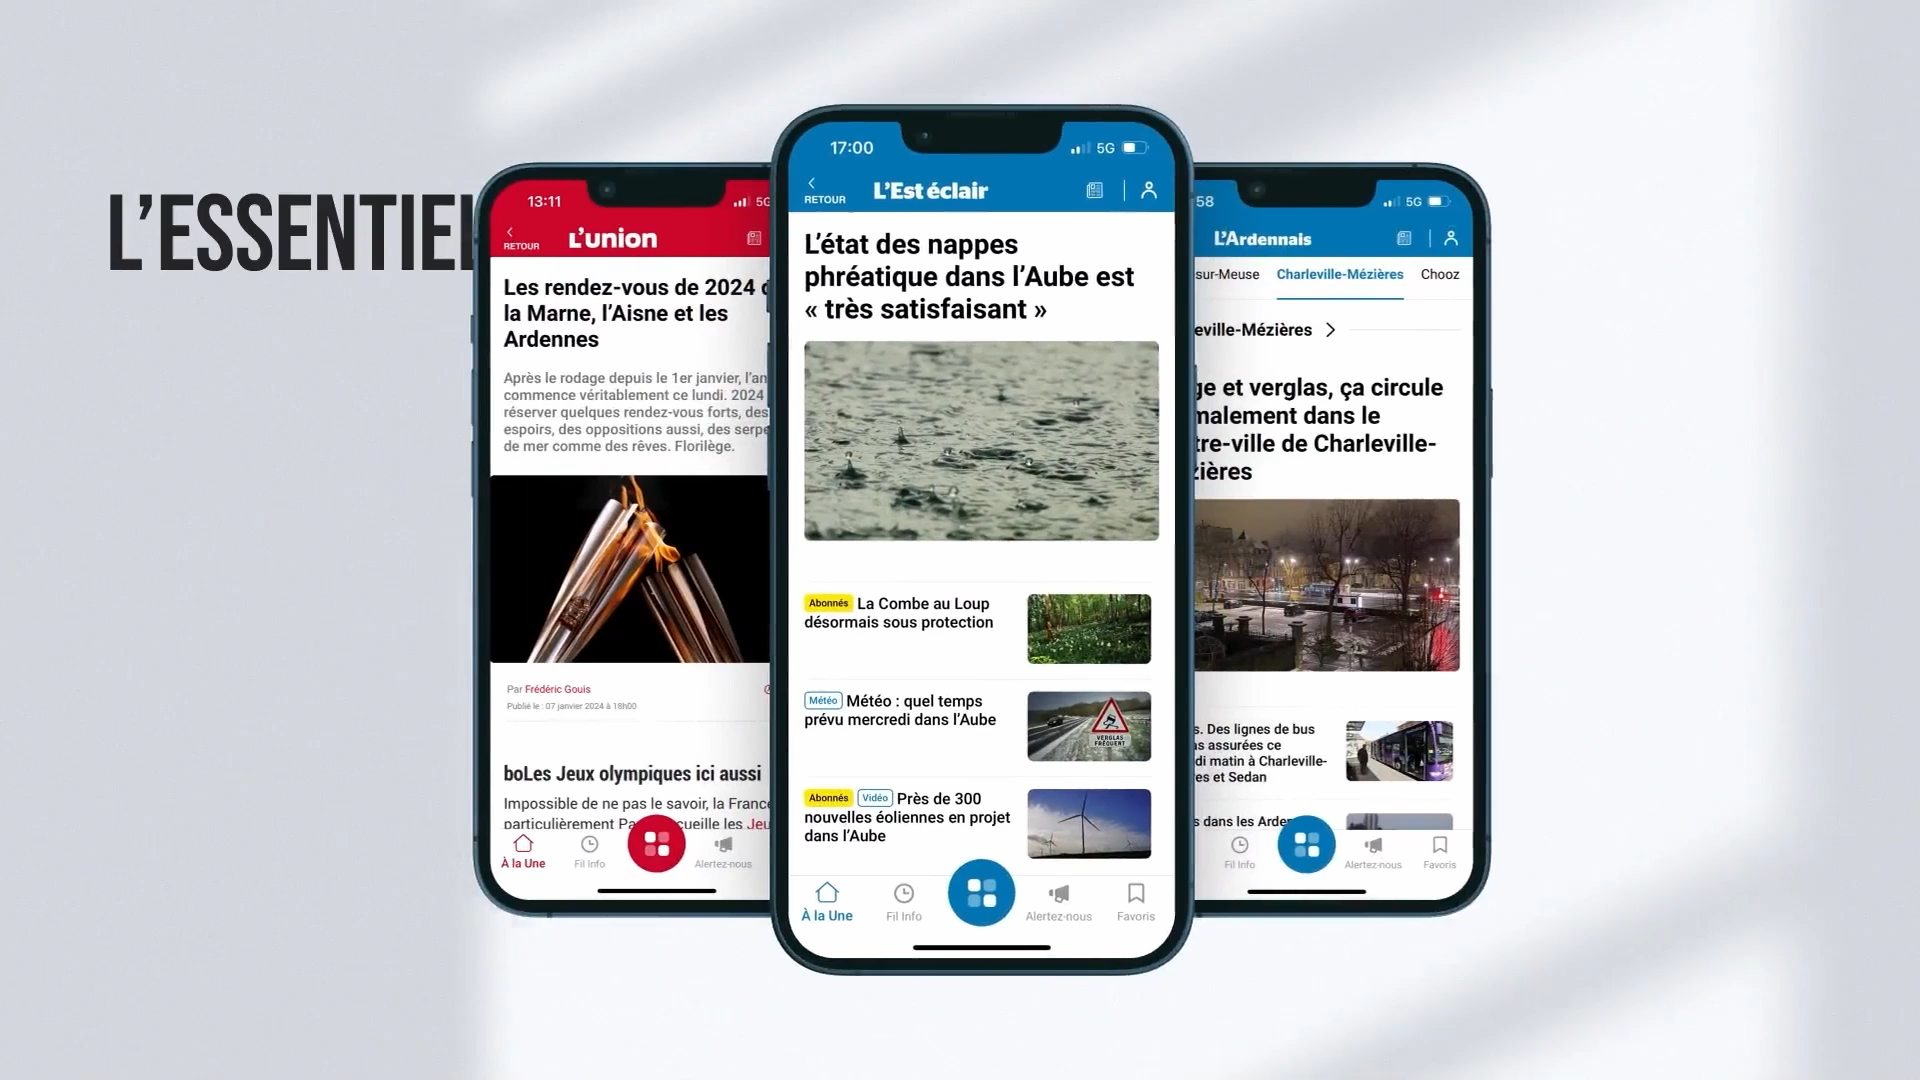 L'ESSENTIEL
13:11
5G
RETOUR
L'union
Les rendez-vous de 2024
la Marne, l'Aisne et les
Ardennes
Après le rodage depuis le 1er janvier,
commence véritablement ce lundi. 2024
réserver quelques rendez-vous forts, des
espoirs, des oppositions aussi, des
de mer comme des rêves. Florilège.
Par Frédéric Gouis
Publié le : 07 janvier 2024 à 18h00
boLes Jeux olympiques ici aussi
Impossible de ne pas le savoir, la France
particulièrement cueille les Jeu
À la Une
Fil Info
Alertez-nous
17:00
5G
RETOUR
L'Est éclair
L'état des nappes
phréatique dans l'Aube est
« très satisfaisant »
Abonnés La Combe au Loup
désormais sous protection
Météo Météo : quel temps
prévu mercredi dans l'Aube
VERGLAS
FRÉQUENT
Abonnés Vidéo Près de 300
nouvelles éoliennes en projet
dans l'Aube
À la Une
Fil Info
Alertez-nous
Favoris
58
5G
L'Ardennais
sur-Meuse Charleville-Mézières Chooz
eville-Mézières
ge et verglas, ça circule
malement dans le
tre-ville de Charleville-
zières
s. Des lignes de bus
as assurées ce
di matin à Charleville-
es et Sedan
s dans les Arden
Fil Info
Alertez-nous
Favoris